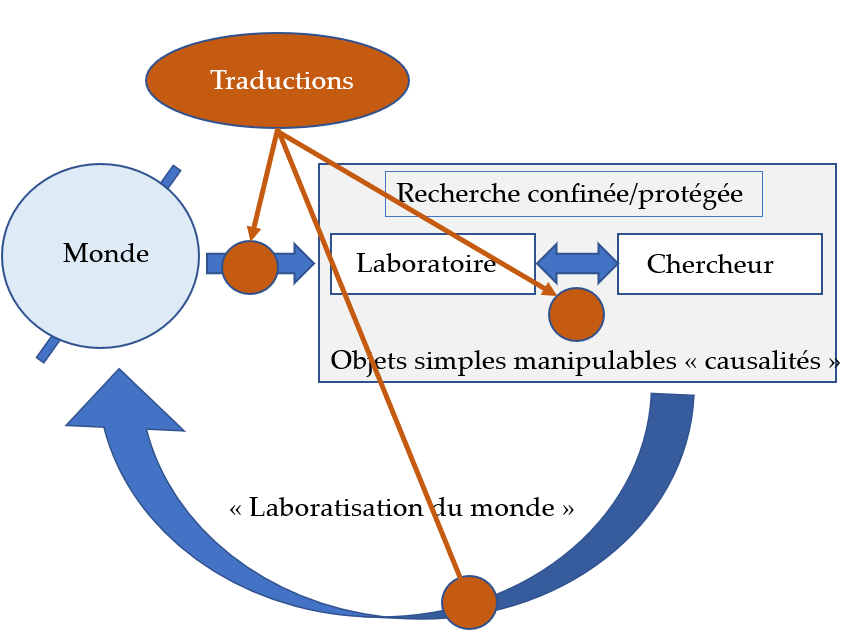 Traductions
Recherche confinée/protégée
Monde
Laboratoire
Chercheur
Objets simples manipulables « causalités »
« Laboratisation du monde »